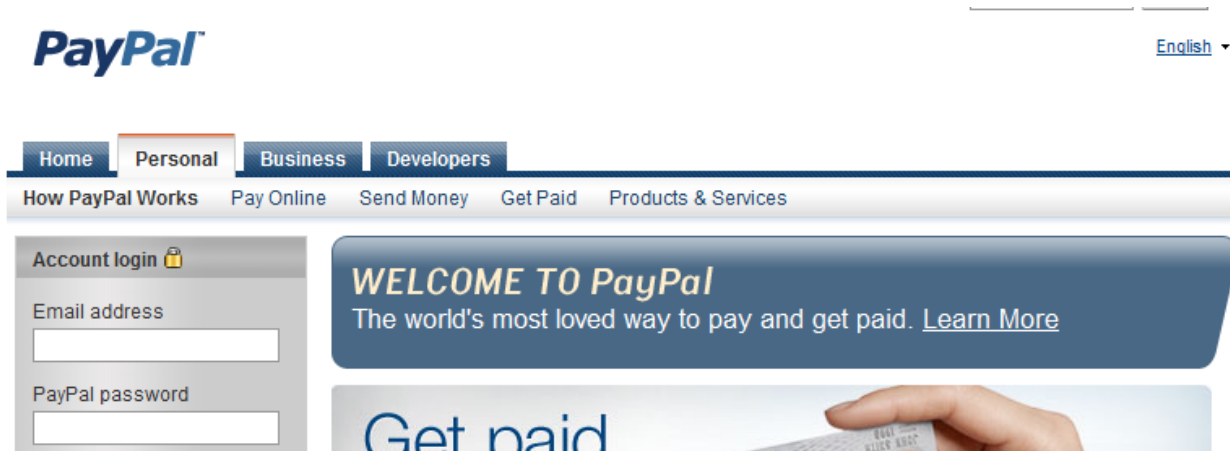 PayPal™
English
Home Personal Business Developers
How PayPal Works Pay Online Send Money Get Paid Products & Services
Account login
WELCOME TO PayPal
The world's most loved way to pay and get paid. Learn More
Email address
PayPal password
Get paid